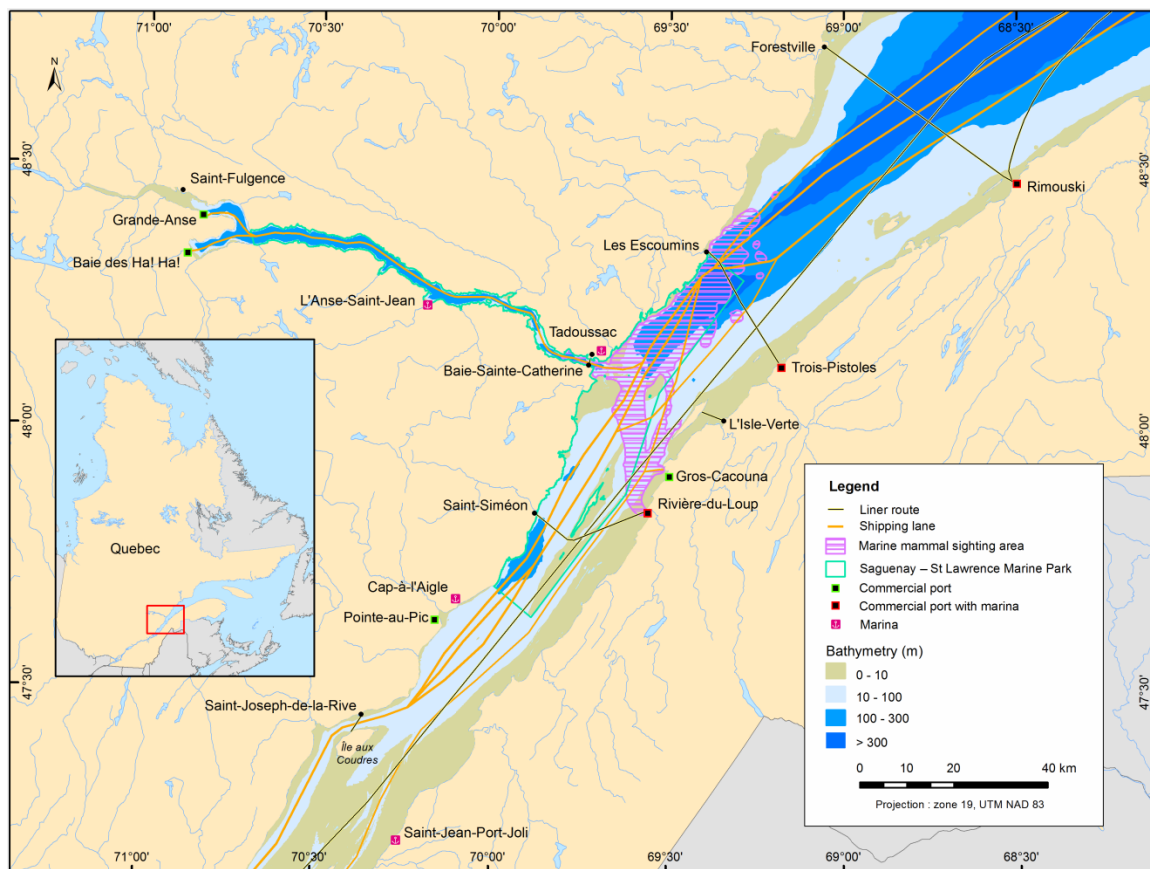 71°00'
70°30'
70°00'
69°30'
69°00'
68°30'
N
Forestville
48°30'
48°30'
Saint-Fulgence
Rimouski
Grande-Anse
Les Escoumins
Baie des Ha! Ha!
L'Anse-Saint-Jean
Tadoussac
Baie-Sainte-Catherine
Trois-Pistoles
48°00'
L'Isle-Verte
48°00'
Gros-Cacouna
Saint-Siméon
Rivière-du-Loup
Quebec
Cap-à-l'Aigle
Pointe-au-Pic
47°30'
47°30'
Saint-Joseph-de-la-Rive
Île aux
Coudres
Saint-Jean-Port-Joli
Legend
Liner route
Shipping lane
Marine mammal sighting area
Saguenay – St Lawrence Marine Park
Commercial port
Commercial port with marina
Marina
Bathymetry (m)
0 - 10
10 - 100
100 - 300
> 300
0 10 20 40 km
Projection : zone 19, UTM NAD 83
71°00'
70°30'
70°00'
69°30'
69°00'
68°30'